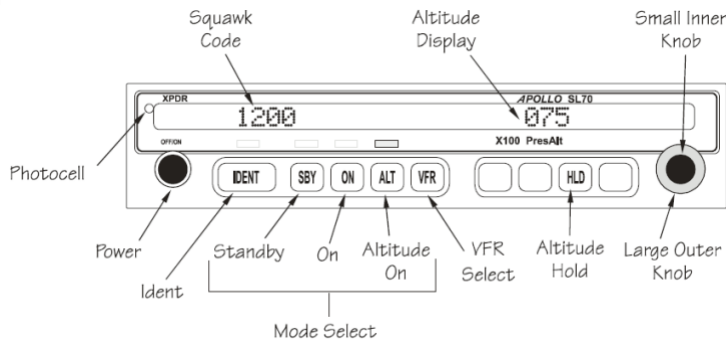 Squawk
Code
Altitude
Display
Small Inner
Knob
XPDR
APOLLO SL70
1200
075
OFF/ON
X100 PresAlt
IDENT
SBY
ON
ALT
VFR
HLD
Photocell
Power
Ident
Standby
On
Altitude
On
VFR
Select
Altitude
Hold
Large Outer
Knob
Mode Select